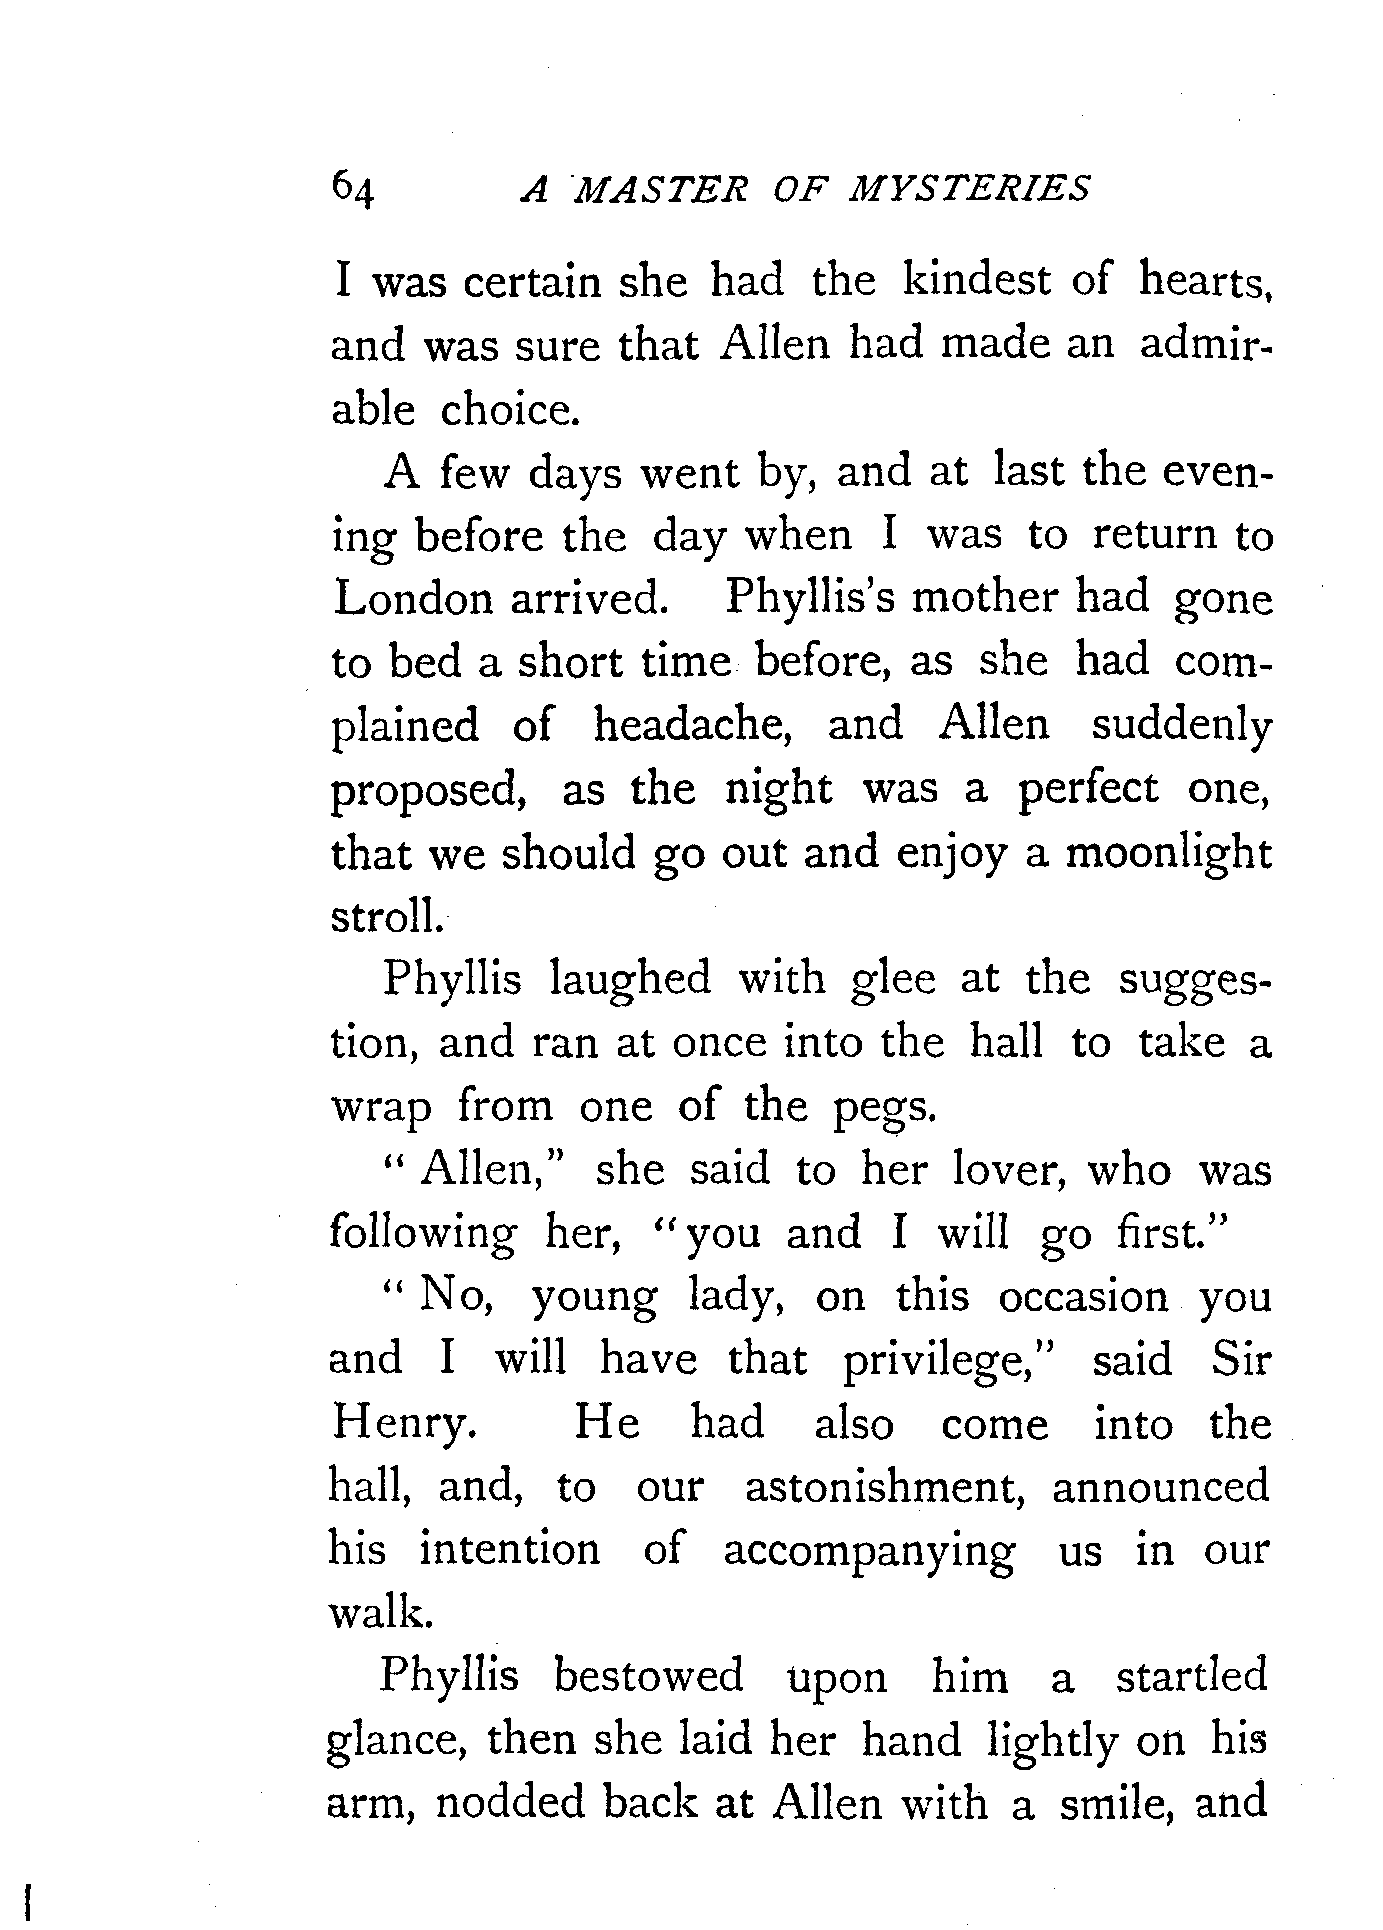 64 A MASTER OF MYSTERIES
I was certain she had the kindest of hearts,
and was sure that Allen had made an admir-
able choice.
A few days went by, and at last the even-
ing before the day when I was to return to
London arrived. Phyllis's mother had gone
to bed a short time before, as she had com-
plained of headache, and Allen suddenly
proposed, as the night was a perfect one,
that we should go out and enjoy a moonlight
stroll.
Phyllis laughed with glee at the sugges-
tion, and ran at once into the hall to take a
wrap from one of the pegs.
" Allen," she said to her lover, who was
following her, "you and I will go first."
" No, young lady, on this occasion you
and I will have that privilege," said Sir
Henry. He had also come into the
hall, and, to our astonishment, announced
his intention of accompanying us in our
walk.
Phyllis bestowed upon him a startled
glance, then she laid her hand lightly on his
arm, nodded back at Allen with a smile, and